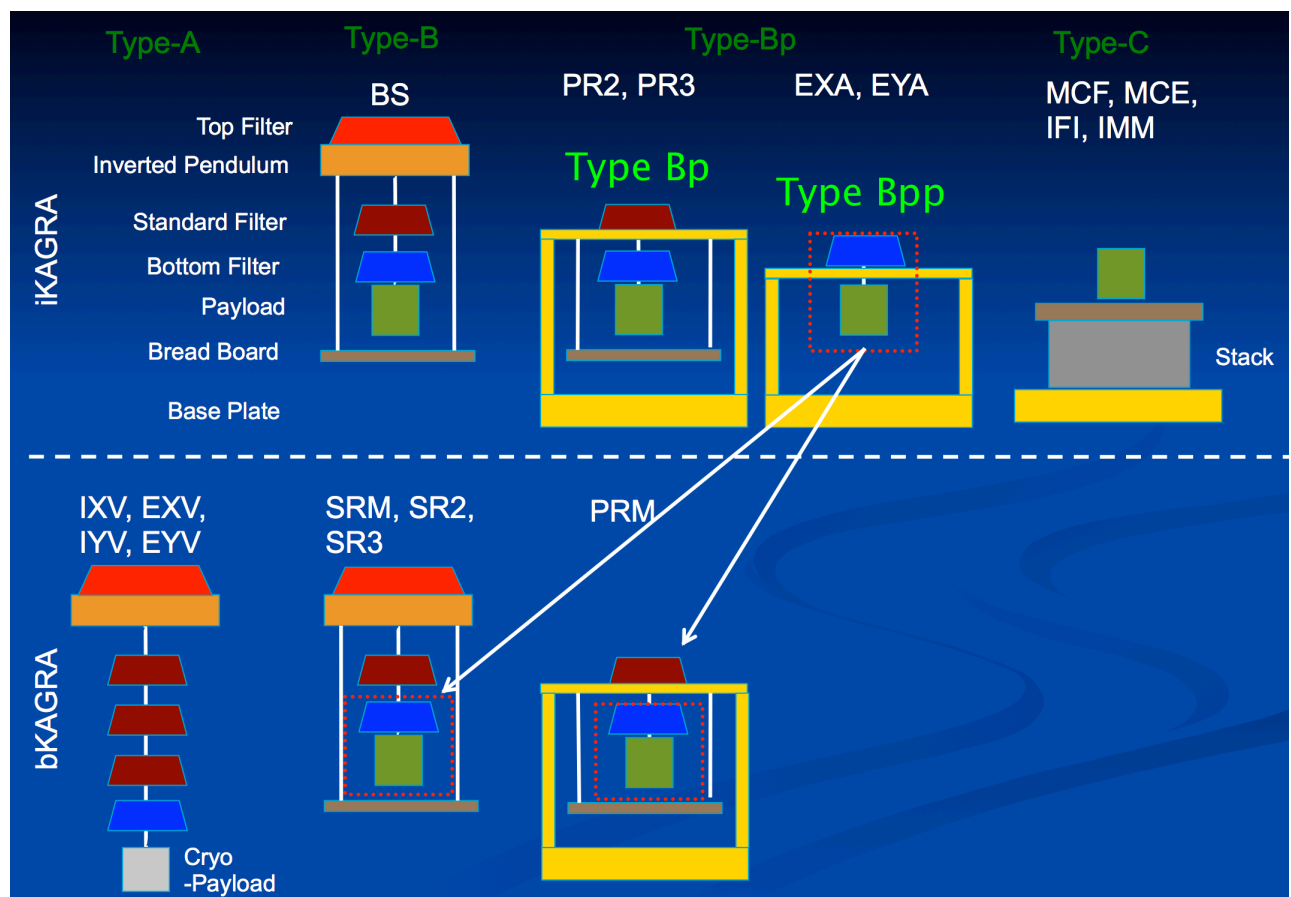 Type-A
Type-B
Type-Bp
Type-C
BS
PR2, PR3
EXA, EYA
MCF, MCE,
IFI, IMM
Top Filter
Inverted Pendulum
Standard Filter
Bottom Filter
Payload
Bread Board
Base Plate
iKAGRA
Type Bp
Type Bpp
Stack
IXV, EXV,
IYV, EYV
SRM, SR2,
SR3
PRM
bKAGRA
Cryo
-Payload